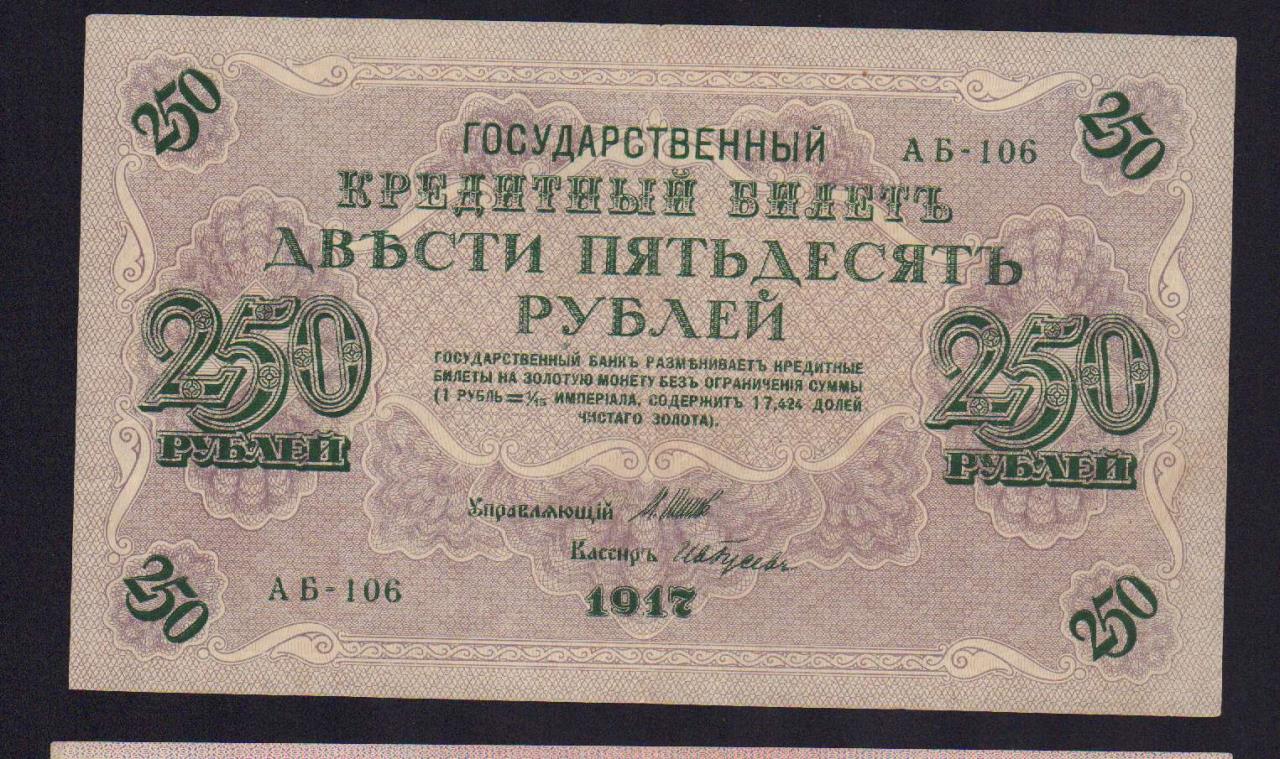 250
250
ГОСУДАРСТВЕННЫЙ
АБ-106
КРЕДИТНЫЙ БИЛЕТЪ
ДВѢСТИ ПЯТЬДЕСЯТЪ
РУБЛЕЙ
250
РУБЛЕЙ
ГОСУДАРСТВЕННЫЙ БАНКЪ РАЗМѢНИВАЕТЪ КРЕДИТНЫЕ
БИЛЕТЫ НА ЗОЛОТУЮ МОНЕТУ БЕЗЪ ОГРАНИЧЕНІЯ СУММЫ
(1 РУБЛЬ = 1/15 ИМПЕРІАЛА, СОДЕРЖИТЪ 17,424 ДОЛЕЙ
ЧИСТАГО ЗОЛОТА).
250
РУБЛЕЙ
Управляющій
Кассиръ
АБ-106
1917
250
250